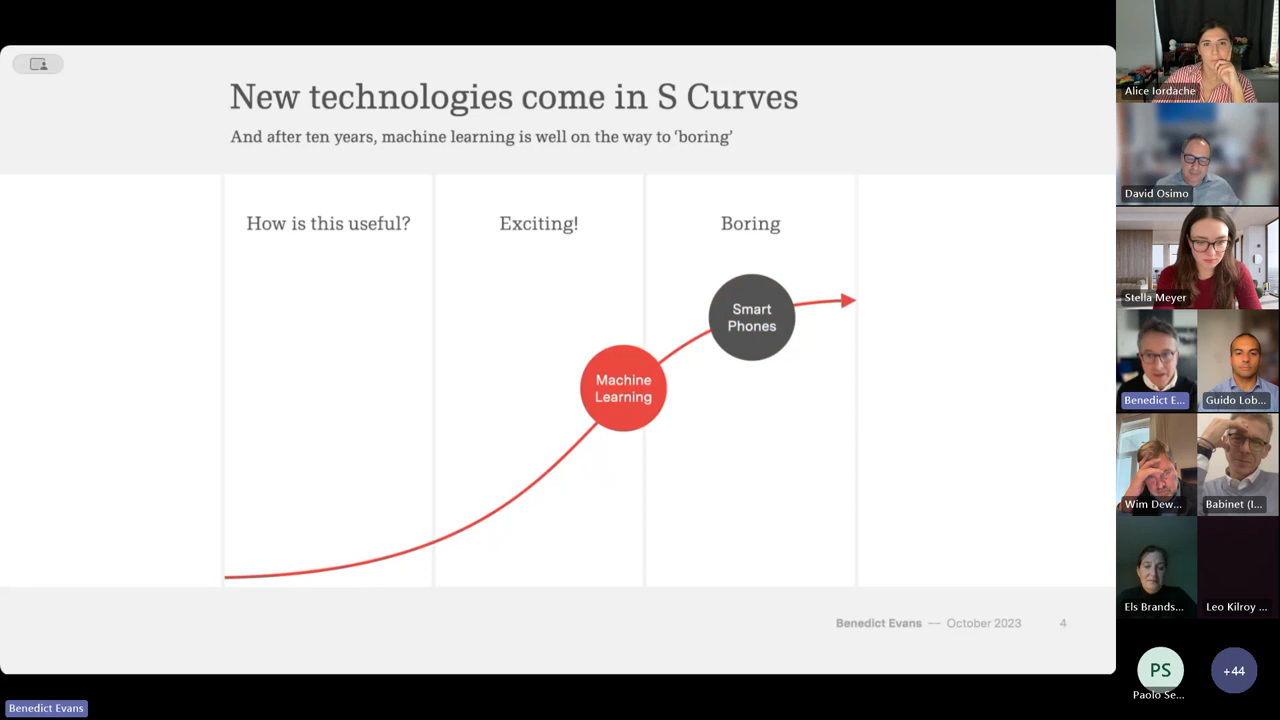 New technologies come in S Curves
And after ten years, machine learning is well on the way to ‘boring’
How is this useful?
Exciting!
Boring
Smart
Phones
Machine
Learning
Benedict Evans — October 2023
4
Benedict Evans
Alice Iordache
David Osimo
Stella Meyer
Benedict E...
Guido Lob...
Wim Dew...
Babinet (I...
Els Brands...
Leo Kilroy ...
PS
Paolo Se...
+44